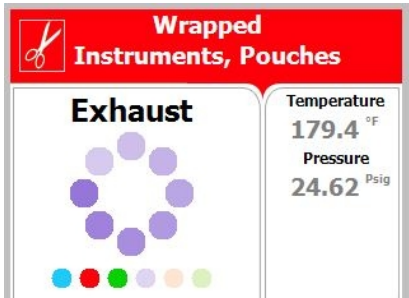 Wrapped
Instruments, Pouches
Exhaust
Temperature
179.4 °F
Pressure
24.62 Psig